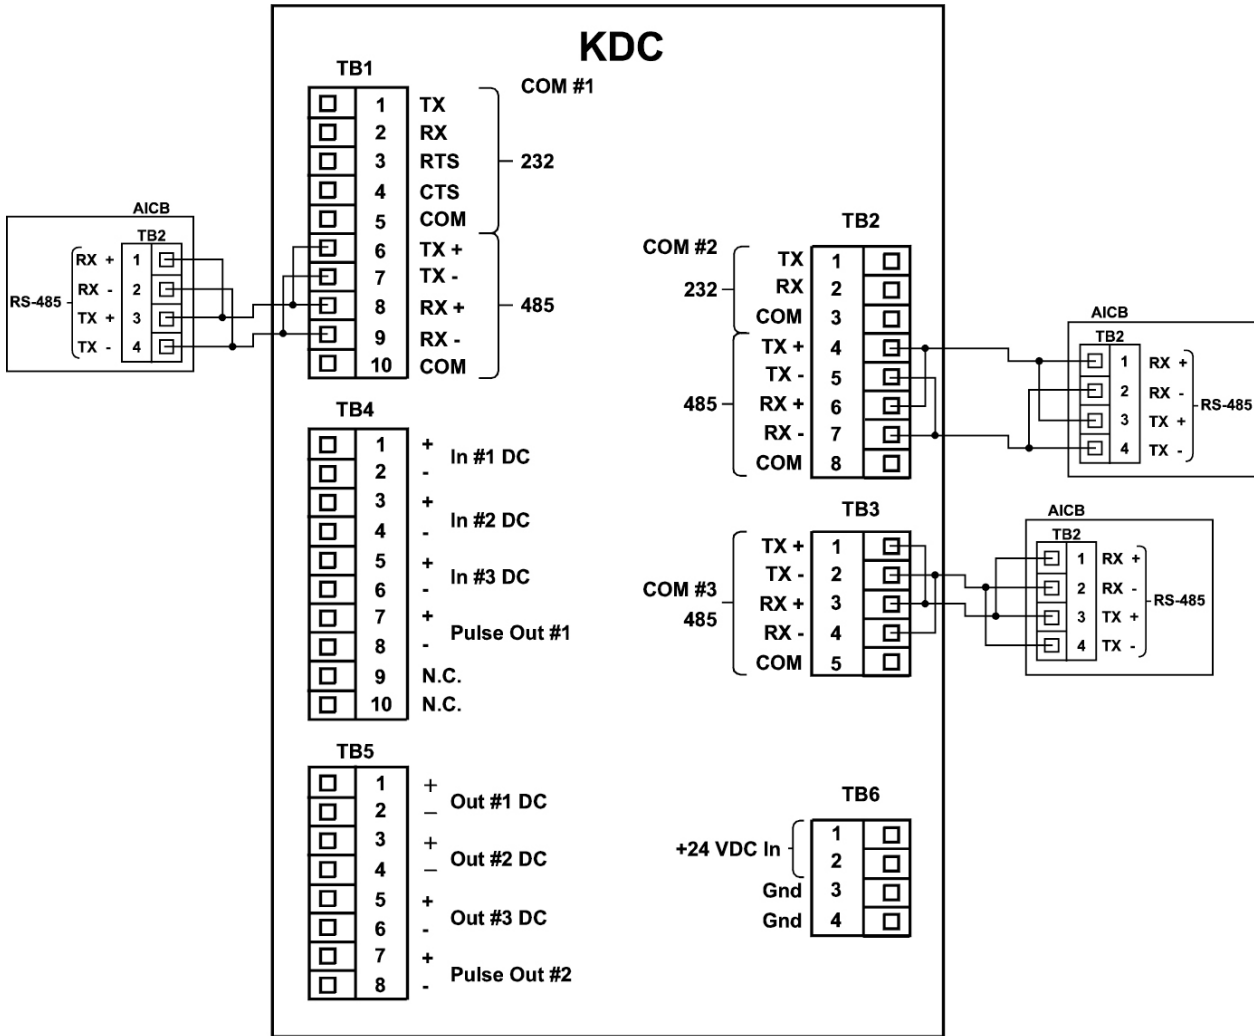 KDC
TB1
COM #1
1 TX
2 RX
3 RTS
4 CTS
5 COM
232
6 TX +
7 TX -
8 RX +
9 RX -
10 COM
485
AICB
TB2
RX + 1
RX - 2
TX + 3
TX - 4
RS-485
TB4
1 +
2 -
In #1 DC
3 +
4 -
In #2 DC
5 +
6 -
In #3 DC
7 +
8 -
Pulse Out #1
9 N.C.
10 N.C.
TB5
1 +
2 –
Out #1 DC
3 +
4 –
Out #2 DC
5 +
6 -
Out #3 DC
7 +
8 -
Pulse Out #2
TB2
COM #2
232
TX 1
RX 2
COM 3
485
TX + 4
TX - 5
RX + 6
RX - 7
COM 8
AICB
TB2
1 RX +
2 RX -
3 TX +
4 TX -
RS-485
TB3
COM #3
485
TX + 1
TX - 2
RX + 3
RX - 4
COM 5
AICB
TB2
1 RX +
2 RX -
3 TX +
4 TX -
RS-485
TB6
+24 VDC In
1
2
Gnd 3
Gnd 4